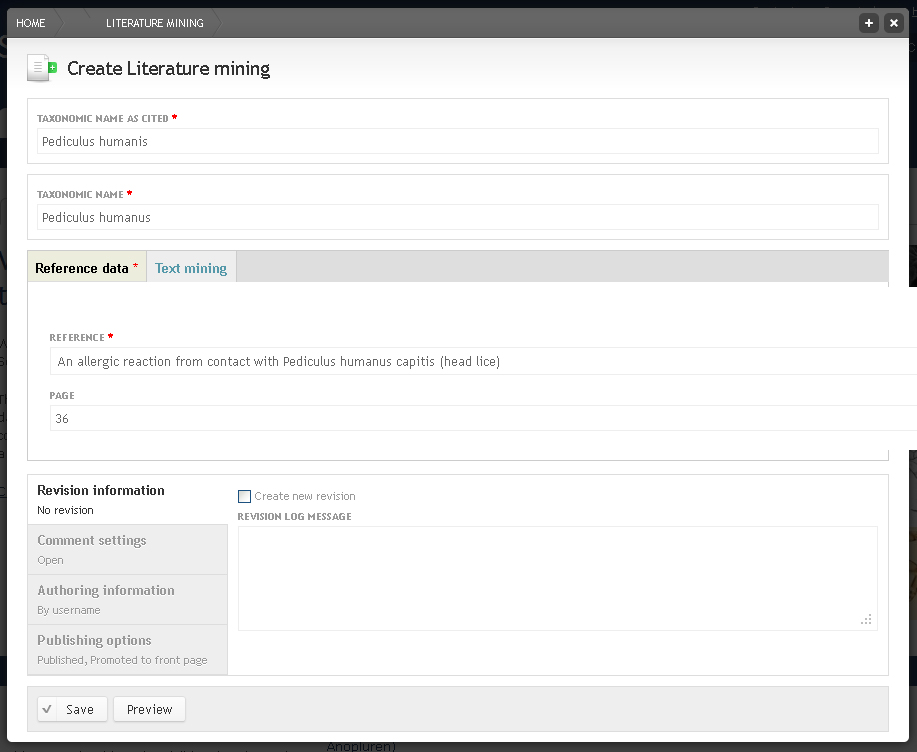 HOME
LITERATURE MINING
Create Literature mining
TAXONOMIC NAME AS CITED *
Pediculus humanis
TAXONOMIC NAME *
Pediculus humanus
Reference data * Text mining
REFERENCE *
An allergic reaction from contact with Pediculus humanus capitis (head lice)
PAGE
36
Revision information
No revision
Comment settings
Open
Authoring information
By username
Publishing options
Published, Promoted to front page
Create new revision
REVISION LOG MESSAGE
Save
Preview
Anopluren)